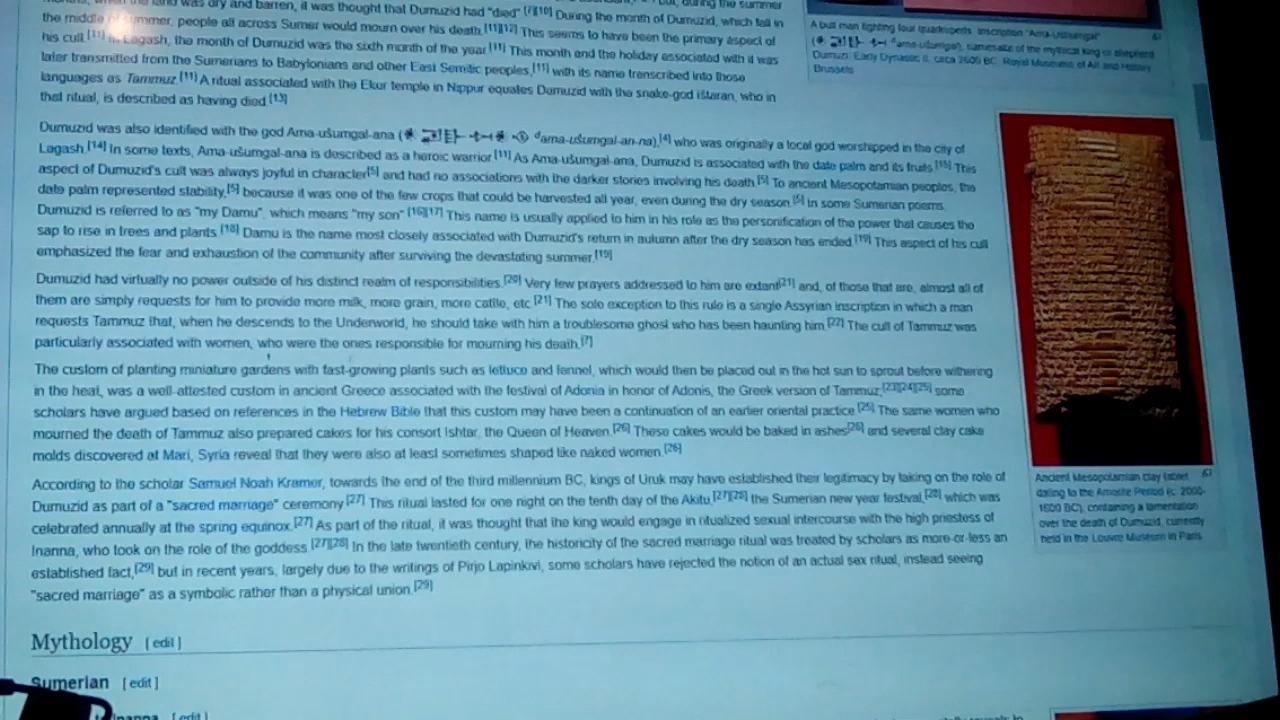 the land was dry and barren, it was thought that Dumuzid had "died" [7][10] During the month of Dumuzid, which fell in
the middle of summer, people all across Sumer would mourn over his death.[11][12] This seems to have been the primary aspect of
his cult.[11] In Lagash, the month of Dumuzid was the sixth month of the year.[11] This month and the holiday associated with it was
later transmitted from the Sumerians to Babylonians and other East Semitic peoples,[11] with its name transcribed into those
languages as Tammuz.[11] A ritual associated with the Ekur temple in Nippur equates Dumuzid with the snake-god Ištaran, who in
that ritual, is described as having died.[13]
Dumuzid was also identified with the god Ama-ušumgal-ana (dama-ušumgal-an-na),[4] who was originally a local god worshipped in the city of
Lagash.[14] In some texts, Ama-ušumgal-ana is described as a heroic warrior.[11] As Ama-ušumgal-ana, Dumuzid is associated with the date palm and its fruits.[15] This
aspect of Dumuzid's cult was always joyful in character[5] and had no associations with the darker stories involving his death.[5] To ancient Mesopotamian peoples, the
date palm represented stability,[5] because it was one of the few crops that could be harvested all year, even during the dry season.[5] In some Sumerian poems,
Dumuzid is referred to as "my Damu", which means "my son".[16][17] This name is usually applied to him in his role as the personification of the power that causes the
sap to rise in trees and plants.[18] Damu is the name most closely associated with Dumuzid's return in autumn after the dry season has ended.[19] This aspect of his cult
emphasized the fear and exhaustion of the community after surviving the devastating summer.[19]
Dumuzid had virtually no power outside of his distinct realm of responsibilities.[20] Very few prayers addressed to him are extant[21] and, of those that are, almost all of
them are simply requests for him to provide more milk, more grain, more cattle, etc.[21] The sole exception to this rule is a single Assyrian inscription in which a man
requests Tammuz that, when he descends to the Underworld, he should take with him a troublesome ghost who has been haunting him.[22] The cult of Tammuz was
particularly associated with women, who were the ones responsible for mourning his death.[7]
The custom of planting miniature gardens with fast-growing plants such as lettuce and fennel, which would then be placed out in the hot sun to sprout before withering
in the heat, was a well-attested custom in ancient Greece associated with the festival of Adonia in honor of Adonis, the Greek version of Tammuz;[23][24][25] some
scholars have argued based on references in the Hebrew Bible that this custom may have been a continuation of an earlier oriental practice.[25] The same women who
mourned the death of Tammuz also prepared cakes for his consort Ishtar, the Queen of Heaven.[26] These cakes would be baked in ashes[26] and several clay cake
molds discovered at Mari, Syria reveal that they were also at least sometimes shaped like naked women.[26]
According to the scholar Samuel Noah Kramer, towards the end of the third millennium BC, kings of Uruk may have established their legitimacy by taking on the role of
Dumuzid as part of a "sacred marriage" ceremony.[27] This ritual lasted for one night on the tenth day of the Akitu,[27][28] the Sumerian new year festival,[28] which was
celebrated annually at the spring equinox.[27] As part of the ritual, it was thought that the king would engage in ritualized sexual intercourse with the high priestess of
Inanna, who took on the role of the goddess.[27][28] In the late twentieth century, the historicity of the sacred marriage ritual was treated by scholars as more-or-less an
established fact,[29] but in recent years, largely due to the writings of Pirjo Lapinkivi, some scholars have rejected the notion of an actual sex ritual, instead seeing
"sacred marriage" as a symbolic rather than a physical union.[29]
Mythology [edit]
Sumerian [edit]
Inanna [edit]
A bull man fighting four quadrupeds. Inscription "Ama-Ushumgal"
(dama-ušumgal), namesake of the mythical king or shepherd
Dumuzi. Early Dynastic II, circa 2600 BC. Royal Museums of Art and History
Brussels
Ancient Mesopotamian clay tablet
dating to the Amorite Period (c. 2000-
1600 BC), containing a lamentation
over the death of Dumuzid, currently
held in the Louvre Museum in Paris